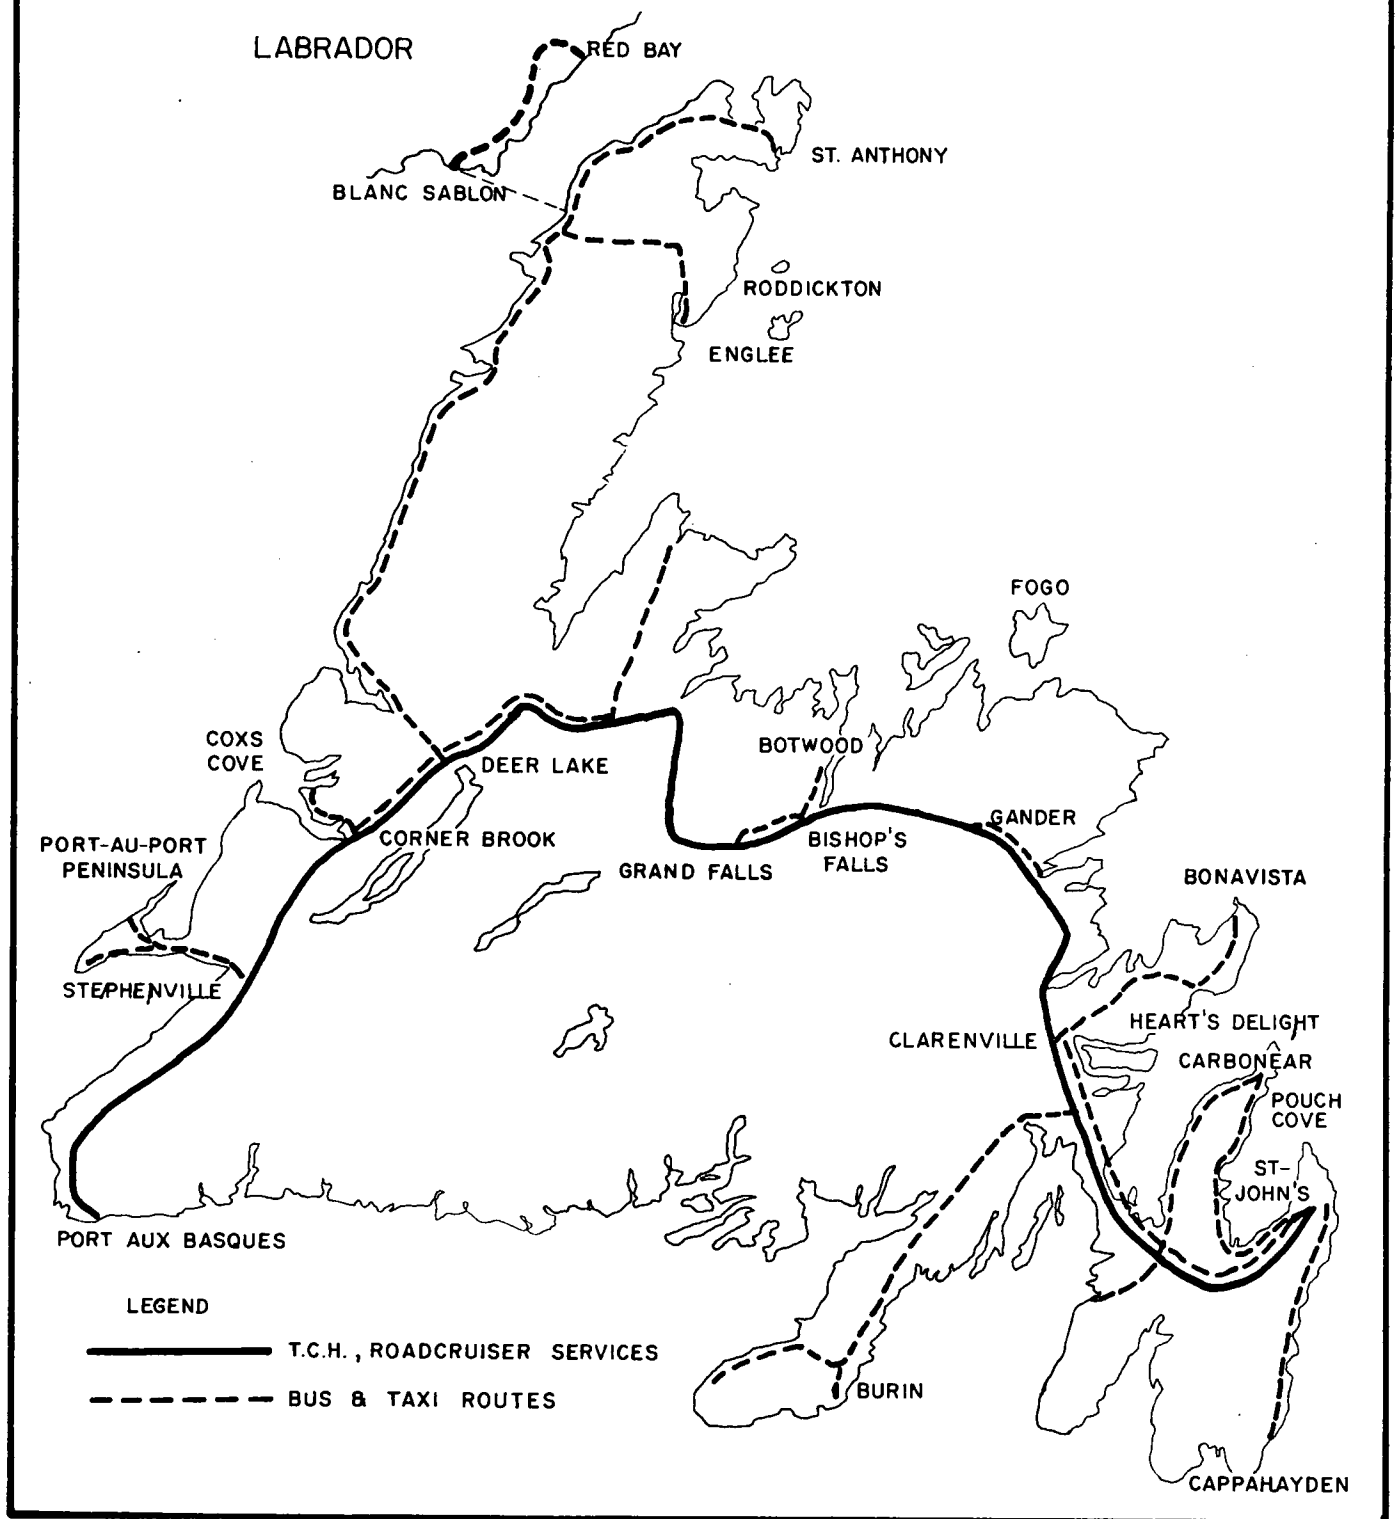 LABRADOR
RED BAY
ST. ANTHONY
BLANC SABLON
RODDICKTON
ENGLEE
FOGO
COXS
COVE
BOTWOOD
DEER LAKE
GANDER
PORT-AU-PORT
PENINSULA
CORNER BROOK
BISHOP'S
FALLS
GRAND FALLS
BONAVISTA
STEPHENVILLE
HEART'S DELIGHT
CLARENVILLE
CARBONEAR
POUCH
COVE
ST-
JOHN'S
PORT AUX BASQUES
LEGEND
T.C.H., ROADCRUISER SERVICES
BUS & TAXI ROUTES
BURIN
CAPPAHAYDEN